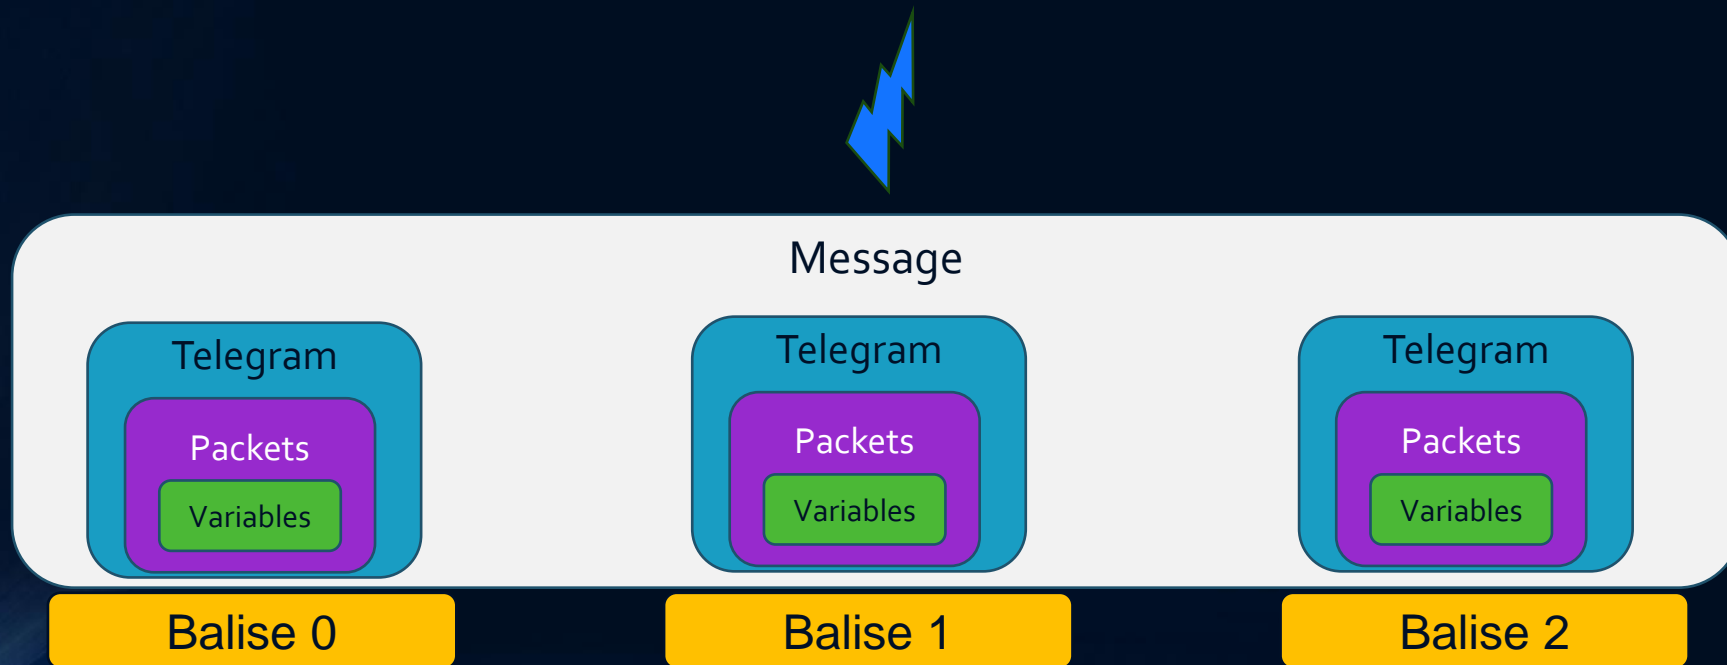 Message
Telegram
Packets
Variables
Balise 0
Telegram
Packets
Variables
Balise 1
Telegram
Packets
Variables
Balise 2